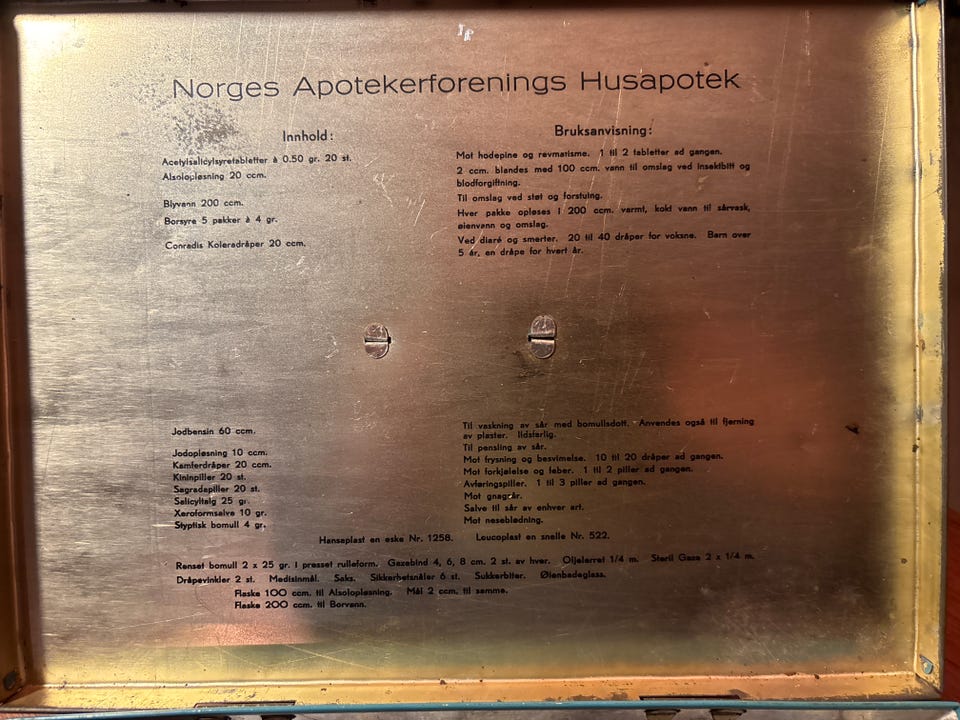 Norges Apotekerforenings Husapotek
Innhold:
Acetylsalicylsyretabletter à 0.50 gr. 20 st.
Alsolopløsning 20 ccm.
Blyvann 200 ccm.
Borsyre 5 pakker à 4 gr.
Conradis Koleradråper 20 ccm.
Bruksanvisning:
Mot hodepine og revmatisme. 1 til 2 tabletter ad gangen.
2 ccm. blandes med 100 ccm. vann til omslag ved insektbitt og
blodforgiftning.
Til omslag ved støt og forstuing.
Hver pakke opløses i 200 ccm. varmt, kokt vann til sårvask,
øienvann og omslag.
Ved diaré og smerter. 20 til 40 dråper for voksne. Barn over
5 år, en dråpe for hvert år.
Jodbensin 60 ccm.
Jodopløsning 10 ccm.
Kamferdråper 20 ccm.
Kininpiller 20 st.
Sagradapiller 20 st.
Salicyltalg 25 gr.
Xeroformsalve 10 gr.
Styptisk bomull 4 gr.
Til vaskning av sår med bomullsdott. Anvendes også til fjerning
av plaster. Ildsfarlig.
Til pensling av sår.
Mot frysning og besvimelse. 10 til 20 dråper ad gangen.
Mot forkjølelse og feber. 1 til 2 piller ad gangen.
Avføringspiller. 1 til 3 piller ad gangen.
Mot gnagsår.
Salve til sår av enhver art.
Mot neseblødning.
Hansaplast en eske Nr. 1258. Leucoplast en snelle Nr. 522.
Renset bomull 2 x 25 gr. i presset rulleform. Gazebind 4, 6, 8 cm. 2 st. av hver. Oljelerret 1/4 m. Steril Gaze 2 x 1/4 m.
Dråpevinkler 2 st. Medisinmål. Saks. Sikkerhetsnåler 6 st. Sukkerbiter. Øienbadeglass.
Flaske 100 ccm. til Alsolopløsning. Mål 2 ccm. til samme.
Flaske 200 ccm. til Borvann.